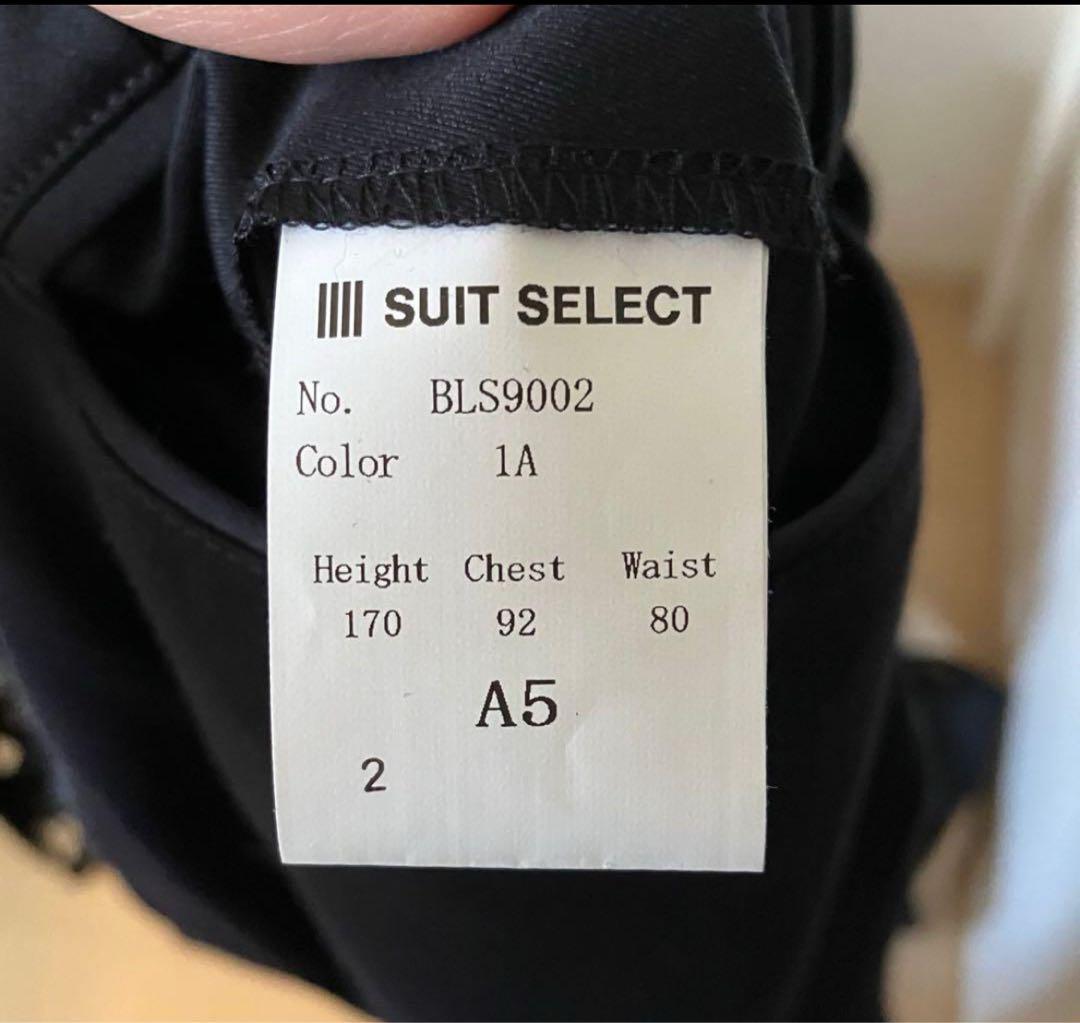 SUIT SELECT
No. BLS9002
Color 1A
Height Chest Waist
170 92 80
A5
2